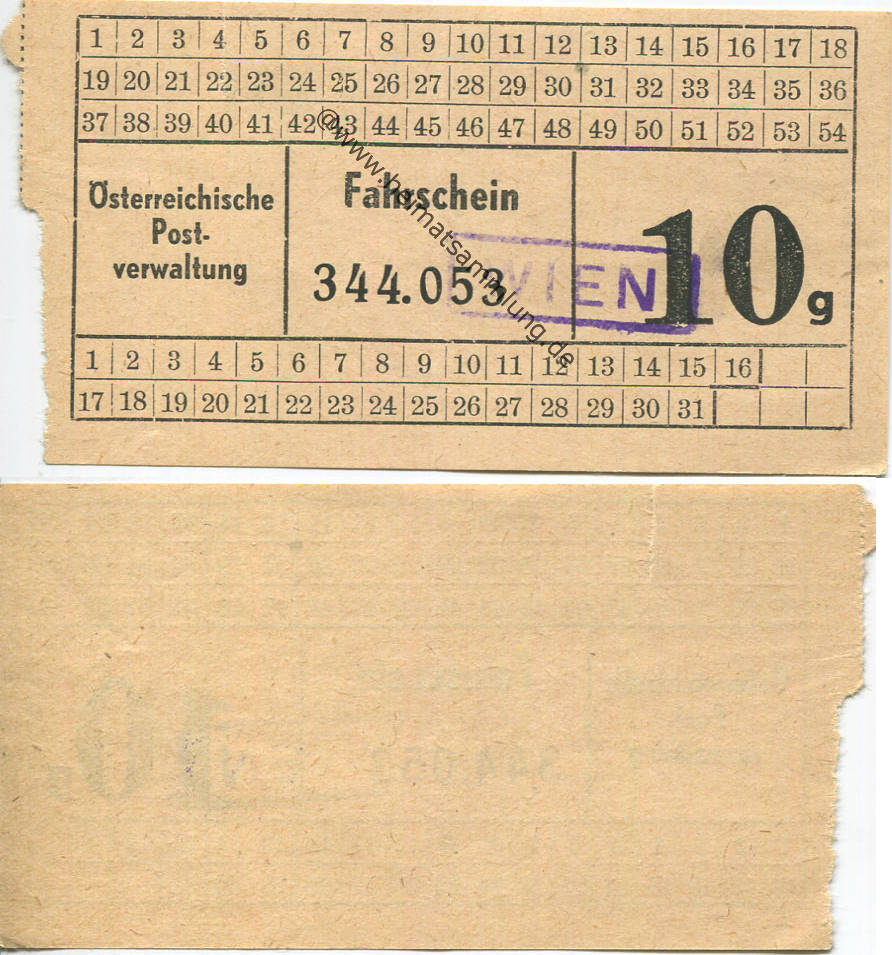 1 2 3 4 5 6 7 8 9 10 11 12 13 14 15 16 17 18
19 20 21 22 23 24 25 26 27 28 29 30 31 32 33 34 35 36
37 38 39 40 41 42 43 44 45 46 47 48 49 50 51 52 53 54
Österreichische
Post-
verwaltung
Fahrschein
344.053
WIEN
10 g
@www.heimatsammlung.de
1 2 3 4 5 6 7 8 9 10 11 12 13 14 15 16
17 18 19 20 21 22 23 24 25 26 27 28 29 30 31